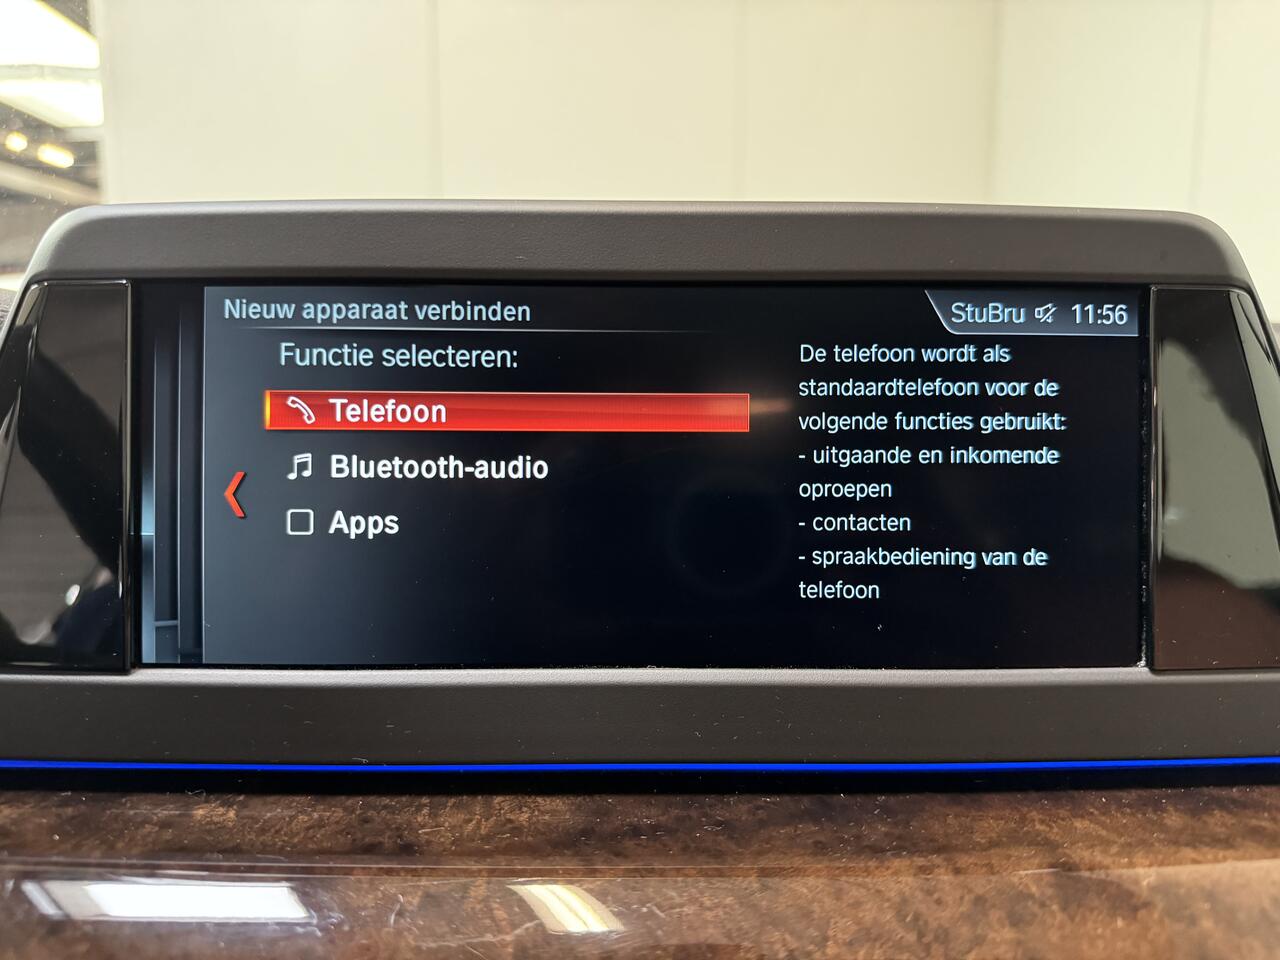 Nieuw apparaat verbinden
StuBru 11:56
Functie selecteren:
Telefoon
Bluetooth-audio
Apps
De telefoon wordt als
standaardtelefoon voor de
volgende functies gebruikt:
- uitgaande en inkomende
oproepen
- contacten
- spraakbediening van de
telefoon